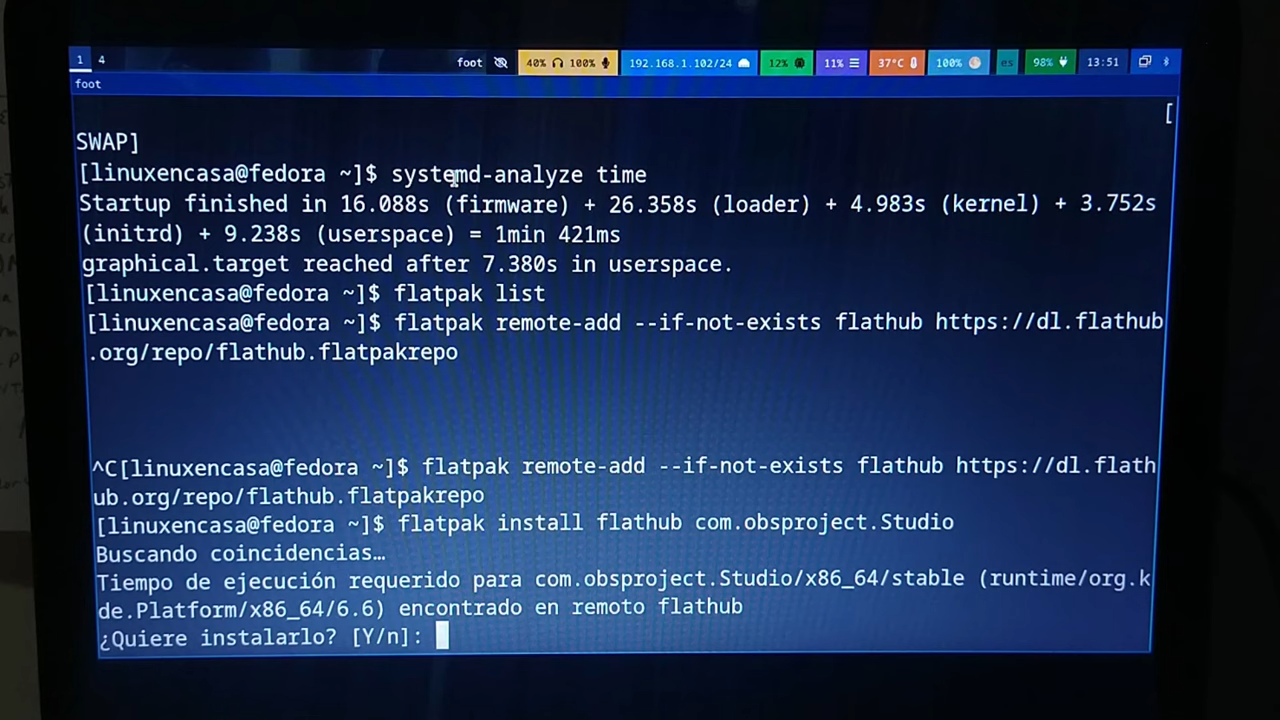 1 4 foot 40% 100% 192.168.1.102/24 12% 11% 37°C 100% es 98% 13:51
foot
[
SWAP]
[linuxencasa@fedora ~]$ systemd-analyze time
Startup finished in 16.088s (firmware) + 26.358s (loader) + 4.983s (kernel) + 3.752s
(initrd) + 9.238s (userspace) = 1min 421ms
graphical.target reached after 7.380s in userspace.
[linuxencasa@fedora ~]$ flatpak list
[linuxencasa@fedora ~]$ flatpak remote-add --if-not-exists flathub https://dl.flathub
.org/repo/flathub.flatpakrepo
^C[linuxencasa@fedora ~]$ flatpak remote-add --if-not-exists flathub https://dl.flath
ub.org/repo/flathub.flatpakrepo
[linuxencasa@fedora ~]$ flatpak install flathub com.obsproject.Studio
Buscando coincidencias…
Tiempo de ejecución requerido para com.obsproject.Studio/x86_64/stable (runtime/org.k
de.Platform/x86_64/6.6) encontrado en remoto flathub
¿Quiere instalarlo? [Y/n]: